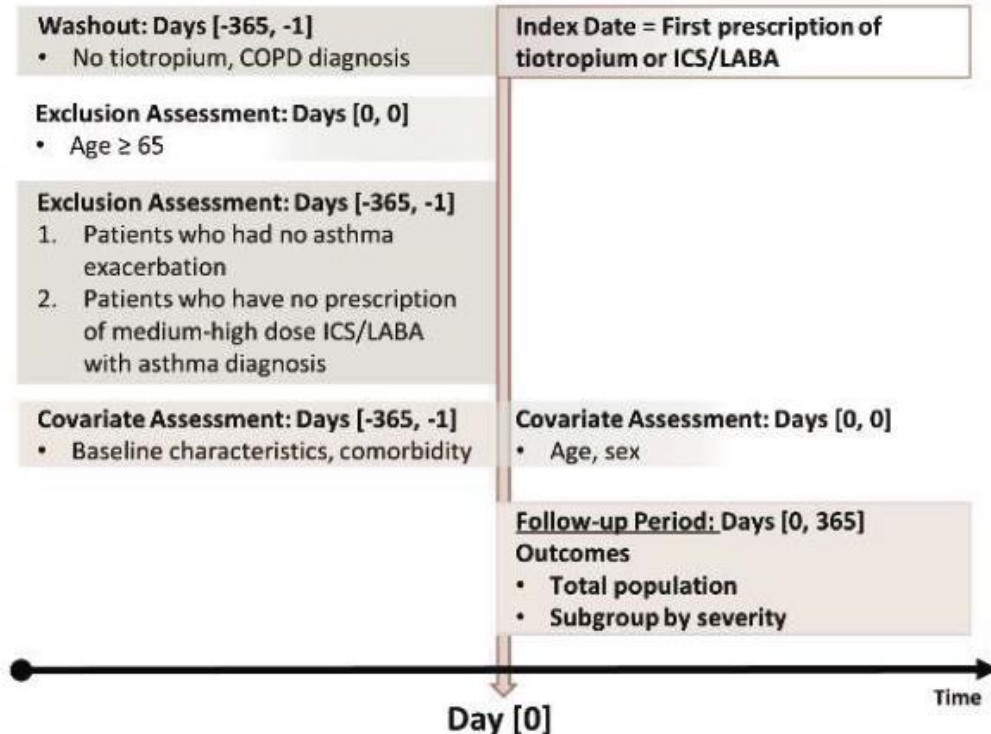 Washout: Days [-365, -1]
• No tiotropium, COPD diagnosis
Index Date = First prescription of
tiotropium or ICS/LABA
Exclusion Assessment: Days [0, 0]
• Age ≥ 65
Exclusion Assessment: Days [-365, -1]
1. Patients who had no asthma
exacerbation
2. Patients who have no prescription
of medium-high dose ICS/LABA
with asthma diagnosis
Covariate Assessment: Days [-365, -1]
• Baseline characteristics, comorbidity
Covariate Assessment: Days [0, 0]
• Age, sex
Follow-up Period: Days [0, 365]
Outcomes
• Total population
• Subgroup by severity
Time
Day [0]